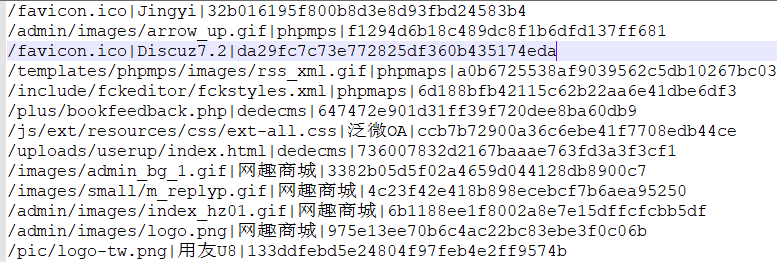 /favicon.ico|Jingyi|32b016195f800b8d3e8d93fbd24583b4
/admin/images/arrow_up.gif|phpmps|f1294d6b18c489dc8f1b6dfd137ff681
/favicon.ico|Discuz7.2|da29fc7c73e772825df360b435174eda
/templates/phpmps/images/rss_xml.gif|phpmaps|a0b6725538af9039562c5db10267bc03
/include/fckeditor/fckstyles.xml|phpmaps|6d188bfb42115c62b22aa6e41dbe6df3
/plus/bookfeedback.php|dedecms|647472e901d31ff39f720dee8ba60db9
/js/ext/resources/css/ext-all.css|泛微OA|ccb7b72900a36c6ebe41f7708edb44ce
/uploads/userup/index.html|dedecms|736007832d2167baaae763fd3a3f3cf1
/images/admin_bg_1.gif|网趣商城|3382b05d5f02a4659d044128db8900c7
/images/small/m_replyp.gif|网趣商城|4c23f42e418b898ecebcf7b6aea95250
/admin/images/index_hz01.gif|网趣商城|6b1188ee1f8002a8e7e15dffcfcbb5df
/admin/images/logo.png|网趣商城|975e13ee70b6c4ac22bc83ebe3f0c06b
/pic/logo-tw.png|用友U8|133ddfebd5e24804f97feb4e2ff9574b